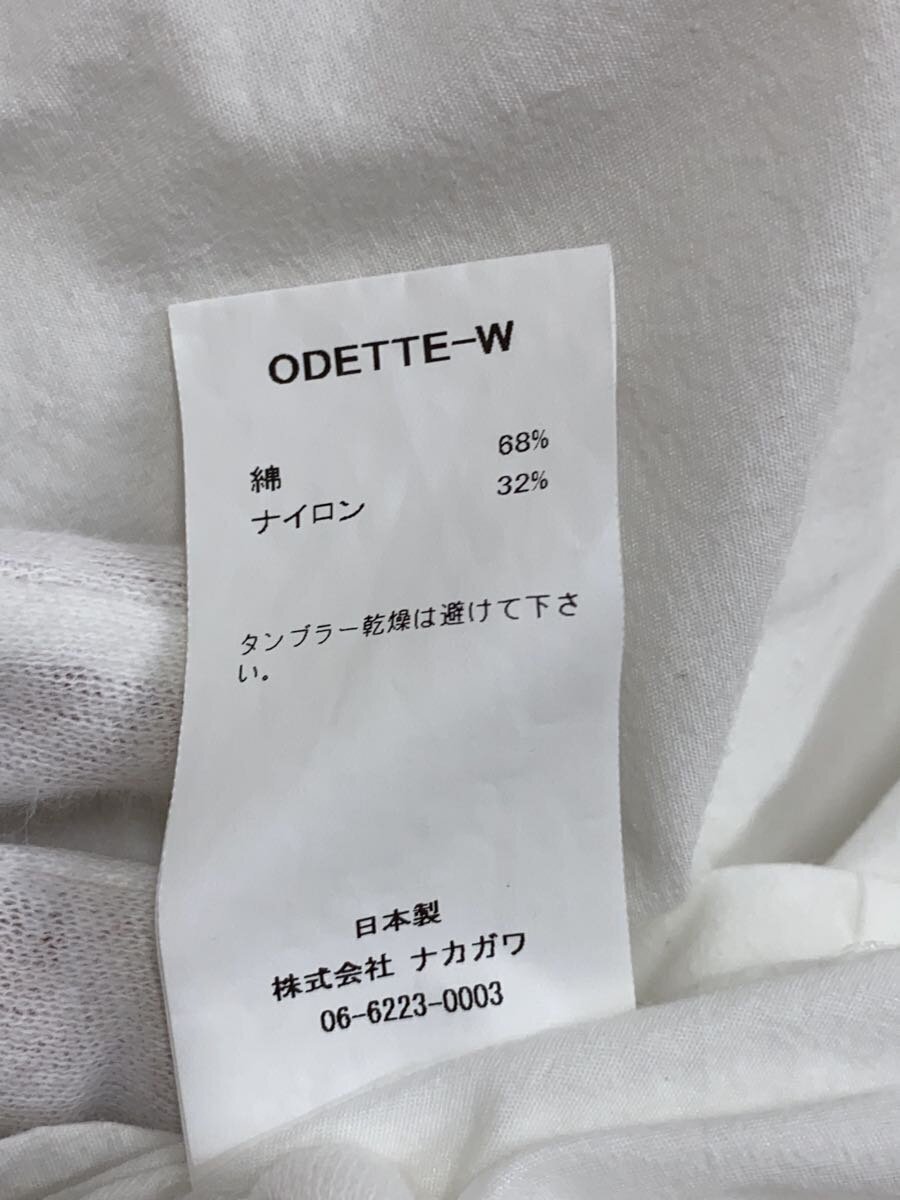 ODETTE-W
綿 68%
ナイロン 32%
タンブラー乾燥は避けて下さ
い。
日本製
株式会社 ナカガワ
06-6223-0003